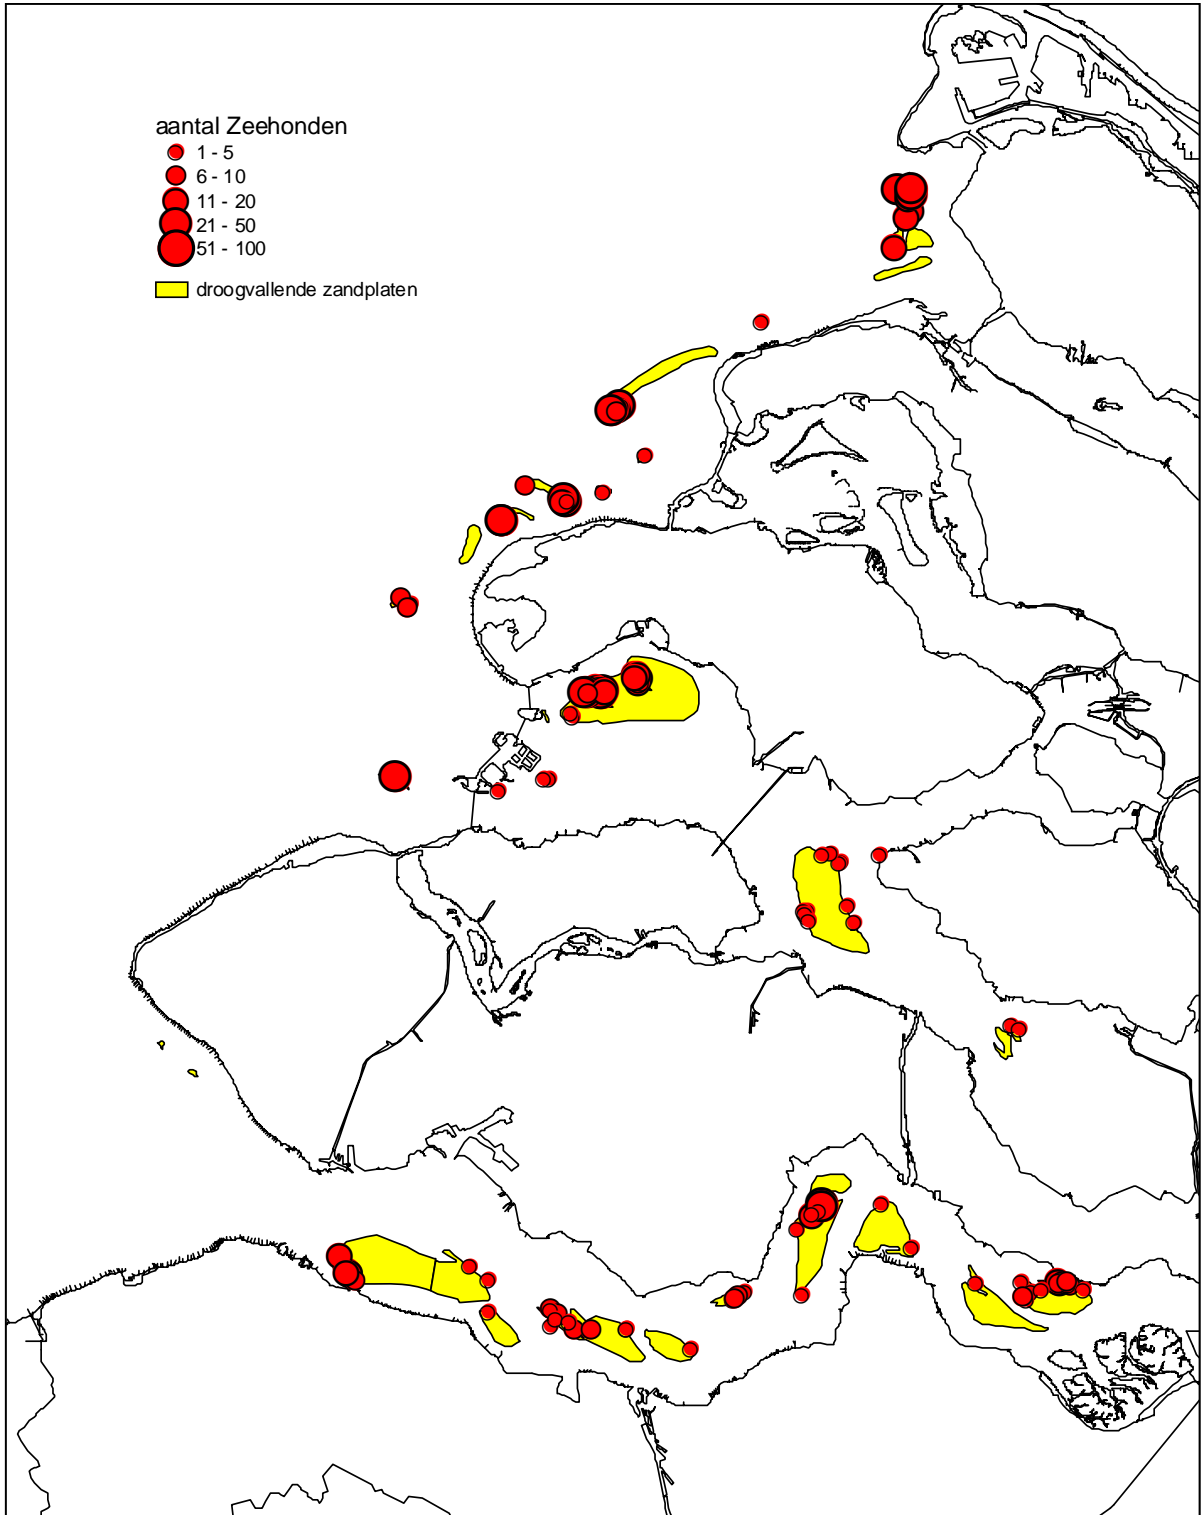 aantal Zeehonden
1 - 5
6 - 10
11 - 20
21 - 50
51 - 100
droogvallende zandplaten